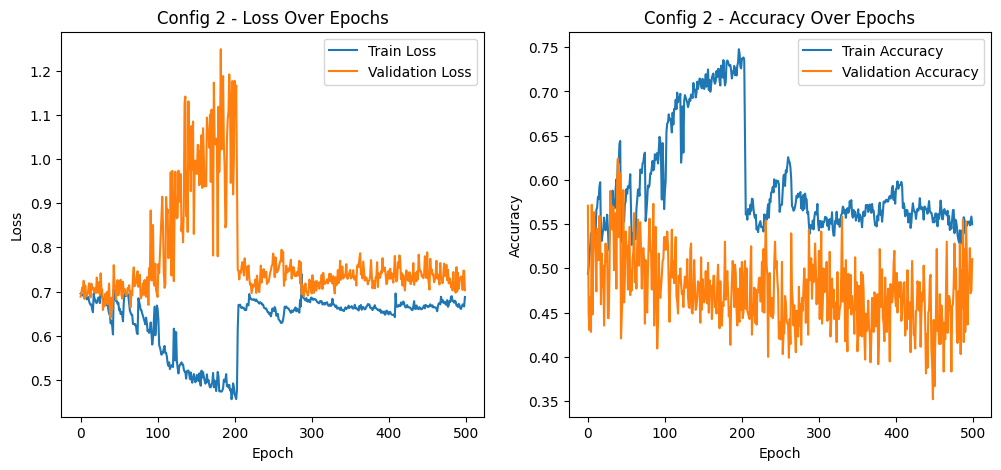 Config 2 - Loss Over Epochs
Train Loss
Validation Loss
1.2
1.1
1.0
0.9
0.8
0.7
0.6
0.5
Loss
0
100
200
300
400
500
Epoch
Config 2 - Accuracy Over Epochs
Train Accuracy
Validation Accuracy
0.75
0.70
0.65
0.60
0.55
0.50
0.45
0.40
0.35
Accuracy
0
100
200
300
400
500
Epoch